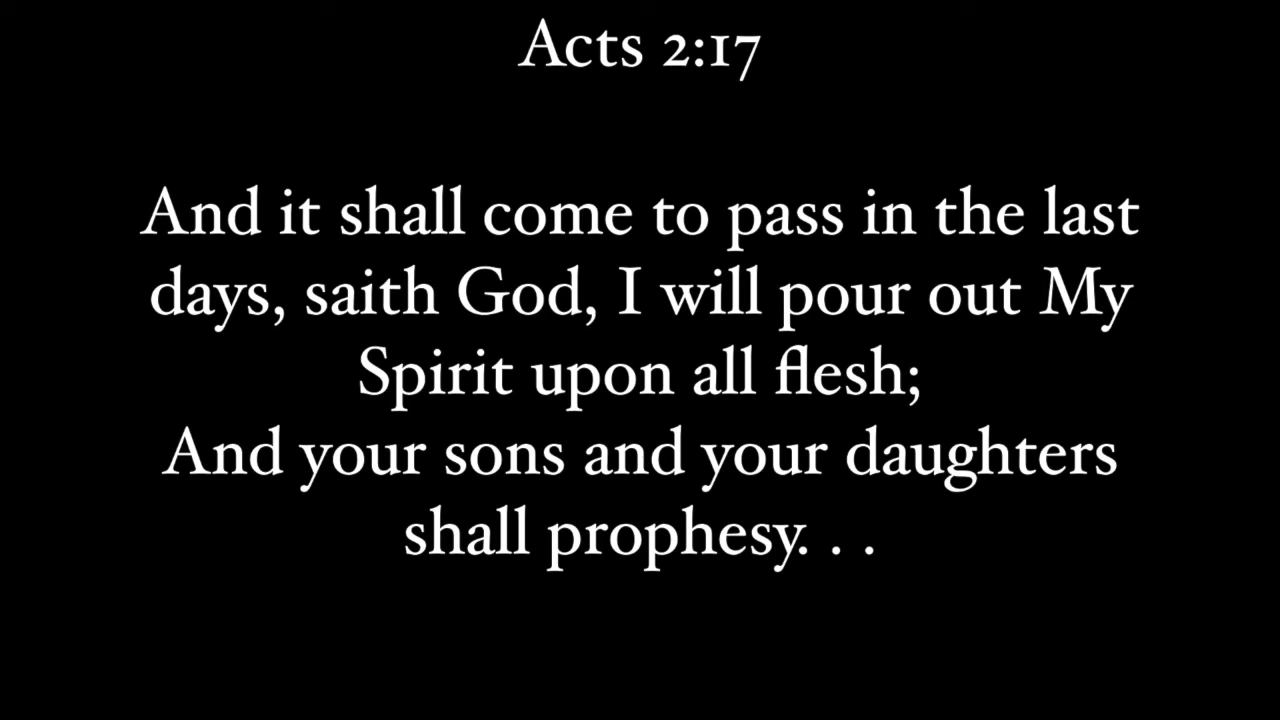 Acts 2:17
And it shall come to pass in the last
days, saith God, I will pour out My
Spirit upon all flesh;
And your sons and your daughters
shall prophesy. . .